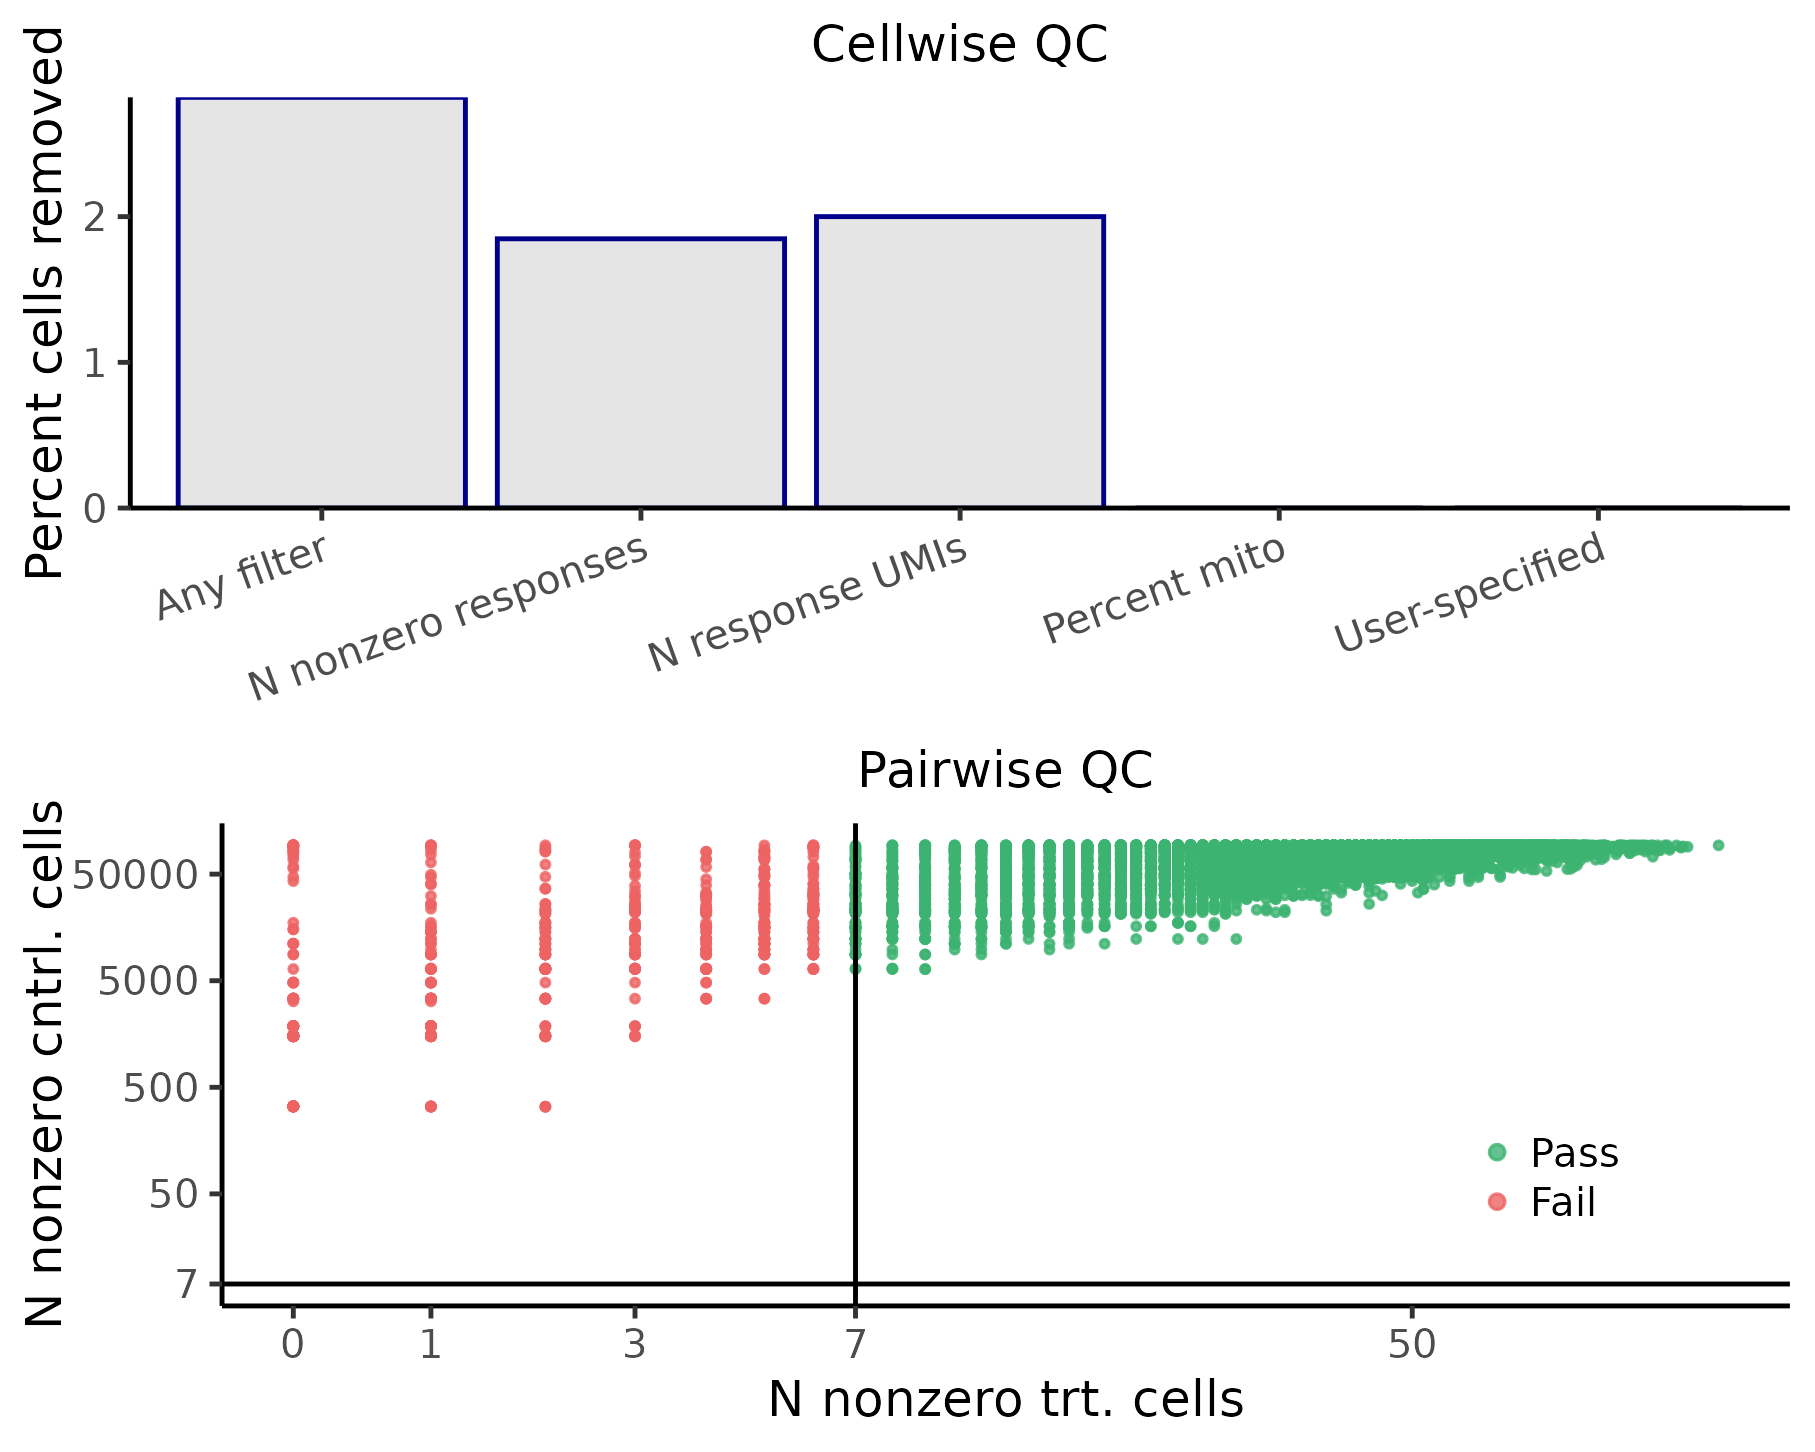 Cellwise QC
Percent cells removed
2
1
0
Any filter
N nonzero responses
N response UMIs
Percent mito
User-specified
Pairwise QC
N nonzero cntrl. cells
50000
5000
500
50
7
Pass
Fail
0 1 3 7 50
N nonzero trt. cells